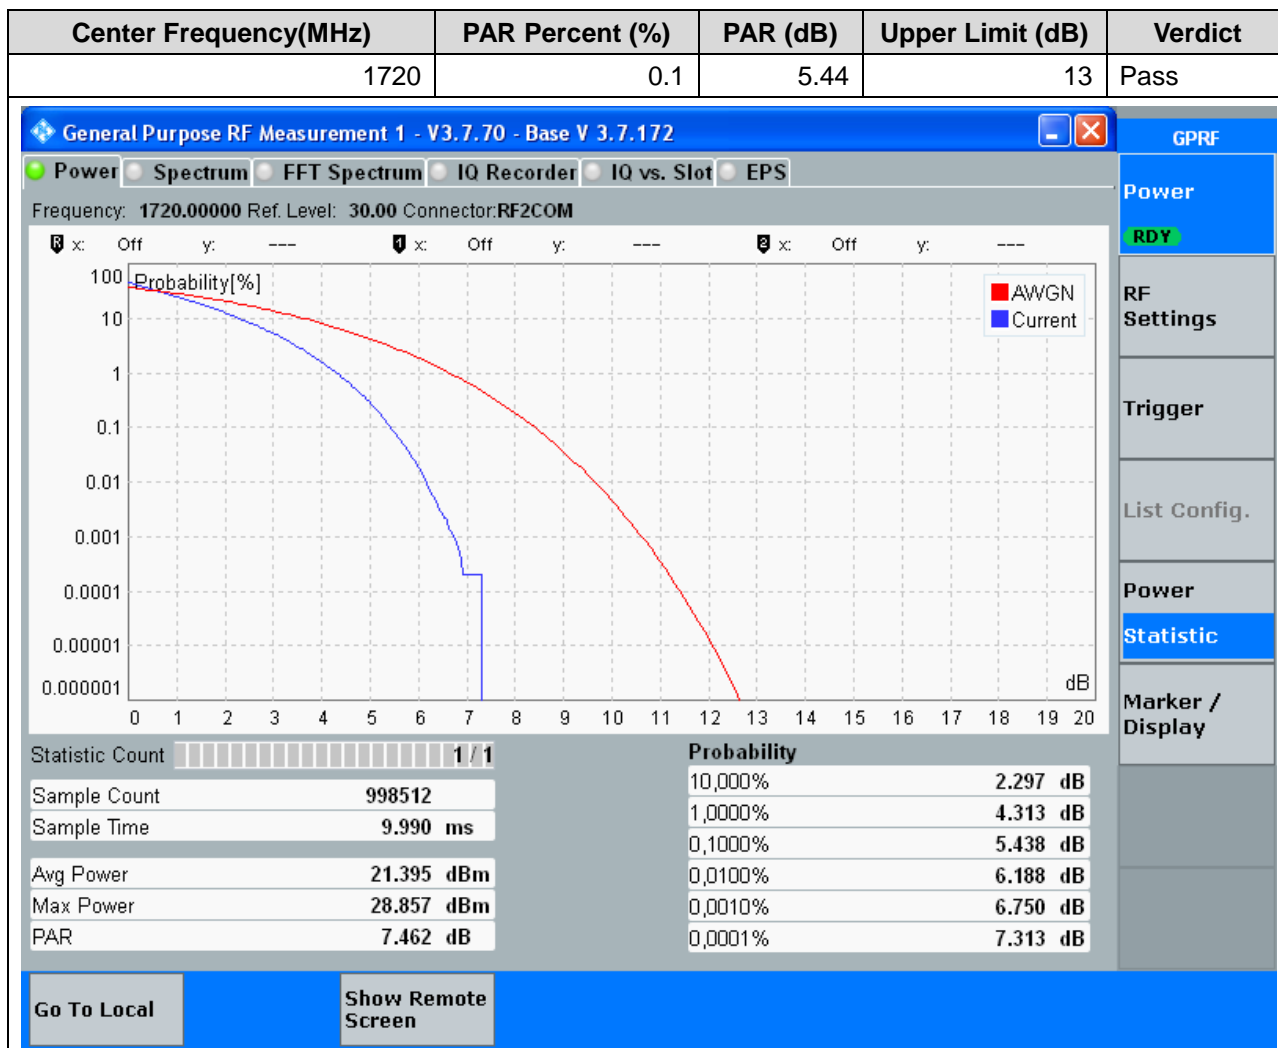 Center Frequency(MHz) PAR Percent (%) PAR (dB) Upper Limit (dB) Verdict
1720 0.1 5.44 13 Pass
General Purpose RF Measurement 1 - V3.7.70 - Base V 3.7.172
GPRF
Power Spectrum FFT Spectrum IQ Recorder IQ vs. Slot EPS
Frequency: 1720.00000 Ref. Level: 30.00 Connector:RF2COM
R x: Off y: --- 1 x: Off y: --- 2 x: Off y: ---
Probability[%]
AWGN
Current
100
10
1
0.1
0.01
0.001
0.0001
0.00001
0.000001
dB
0 1 2 3 4 5 6 7 8 9 10 11 12 13 14 15 16 17 18 19 20
Statistic Count 1 / 1
Sample Count 998512
Sample Time 9.990 ms
Avg Power 21.395 dBm
Max Power 28.857 dBm
PAR 7.462 dB
Probability
10,000% 2.297 dB
1,0000% 4.313 dB
0,1000% 5.438 dB
0,0100% 6.188 dB
0,0010% 6.750 dB
0,0001% 7.313 dB
Power
RDY
RF
Settings
Trigger
List Config.
Power
Statistic
Marker /
Display
Go To Local
Show Remote
Screen